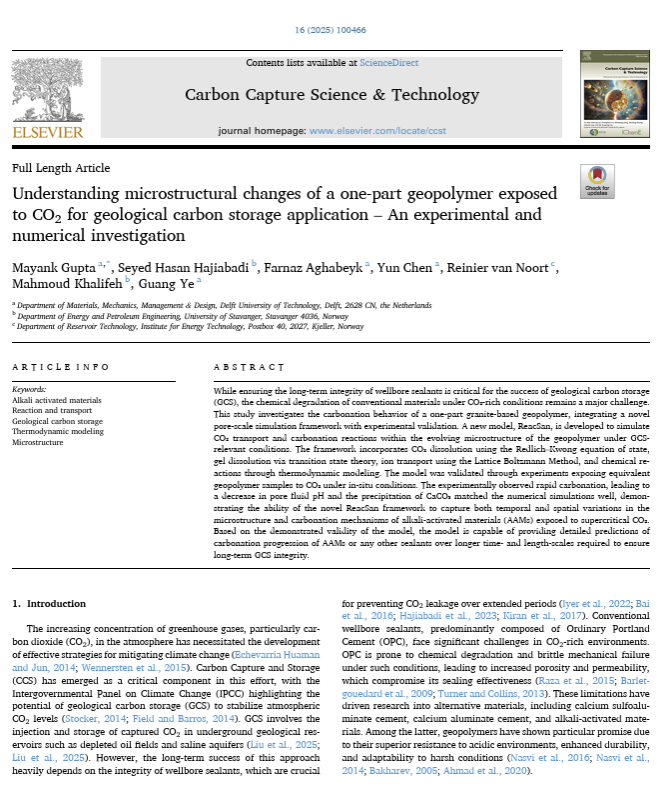 16 (2025) 100466
Contents lists available at ScienceDirect
Carbon Capture Science & Technology
journal homepage: www.elsevier.com/locate/ccst
ELSEVIER
Carbon Capture Science
& Technology
IChemE
Full Length Article
Check for
updates
Understanding microstructural changes of a one-part geopolymer exposed
to CO2 for geological carbon storage application – An experimental and
numerical investigation
Mayank Gupta a,*, Seyed Hasan Hajiabadi b, Farnaz Aghabeyk a, Yun Chen a, Reinier van Noort c,
Mahmoud Khalifeh b, Guang Ye a
a Department of Materials, Mechanics, Management & Design, Delft University of Technology, Delft, 2628 CN, the Netherlands
b Department of Energy and Petroleum Engineering, University of Stavanger, Stavanger 4036, Norway
c Department of Reservoir Technology, Institute for Energy Technology, Postbox 40, 2027, Kjeller, Norway
ARTICLE INFO
Keywords:
Alkali activated materials
Reaction and transport
Geological carbon storage
Thermodynamic modeling
Microstructure
ABSTRACT
While ensuring the long-term integrity of wellbore sealants is critical for the success of geological carbon storage
(GCS), the chemical degradation of conventional materials under CO2-rich conditions remains a major challenge.
This study investigates the carbonation behavior of a one-part granite-based geopolymer, integrating a novel
pore-scale simulation framework with experimental validation. A new model, ReacSan, is developed to simulate
CO2 transport and carbonation reactions within the evolving microstructure of the geopolymer under GCS-
relevant conditions. The framework incorporates CO2 dissolution using the Redlich-Kwong equation of state,
gel dissolution via transition state theory, ion transport using the Lattice Boltzmann Method, and chemical re-
actions through thermodynamic modeling. The model was validated through experiments exposing equivalent
geopolymer samples to CO2 under in-situ conditions. The experimentally observed rapid carbonation, leading to
a decrease in pore fluid pH and the precipitation of CaCO3 matched the numerical simulations well, demon-
strating the ability of the novel ReacSan framework to capture both temporal and spatial variations in the
microstructure and carbonation mechanisms of alkali-activated materials (AAMs) exposed to supercritical CO2.
Based on the demonstrated validity of the model, the model is capable of providing detailed predictions of
carbonation progression of AAMs or any other sealants over longer time- and length-scales required to ensure
long-term GCS integrity.
1. Introduction
The increasing concentration of greenhouse gases, particularly car-
bon dioxide (CO2), in the atmosphere has necessitated the development
of effective strategies for mitigating climate change (Echevarria Huaman
and Jun, 2014; Wennersten et al., 2015). Carbon Capture and Storage
(CCS) has emerged as a critical component in this effort, with the
Intergovernmental Panel on Climate Change (IPCC) highlighting the
potential of geological carbon storage (GCS) to stabilize atmospheric
CO2 levels (Stocker, 2014; Field and Barros, 2014). GCS involves the
injection and storage of captured CO2 in underground geological res-
ervoirs such as depleted oil fields and saline aquifers (Liu et al., 2025;
Liu et al., 2025). However, the long-term success of this approach
heavily depends on the integrity of wellbore sealants, which are crucial
for preventing CO2 leakage over extended periods (Iyer et al., 2022; Bai
et al., 2016; Hajiabadi et al., 2023; Kiran et al., 2017). Conventional
wellbore sealants, predominantly composed of Ordinary Portland
Cement (OPC), face significant challenges in CO2-rich environments.
OPC is prone to chemical degradation and brittle mechanical failure
under such conditions, leading to increased porosity and permeability,
which compromise its sealing effectiveness (Raza et al., 2015; Barlet-
gouedard et al., 2009; Turner and Collins, 2013). These limitations have
driven research into alternative materials, including calcium sulfoalu-
minate cement, calcium aluminate cement, and alkali-activated mate-
rials. Among the latter, geopolymers have shown particular promise due
to their superior resistance to acidic environments, enhanced durability,
and adaptability to harsh conditions (Nasvi et al., 2016; Nasvi et al.,
2014; Bakharev, 2005; Ahmad et al., 2020).